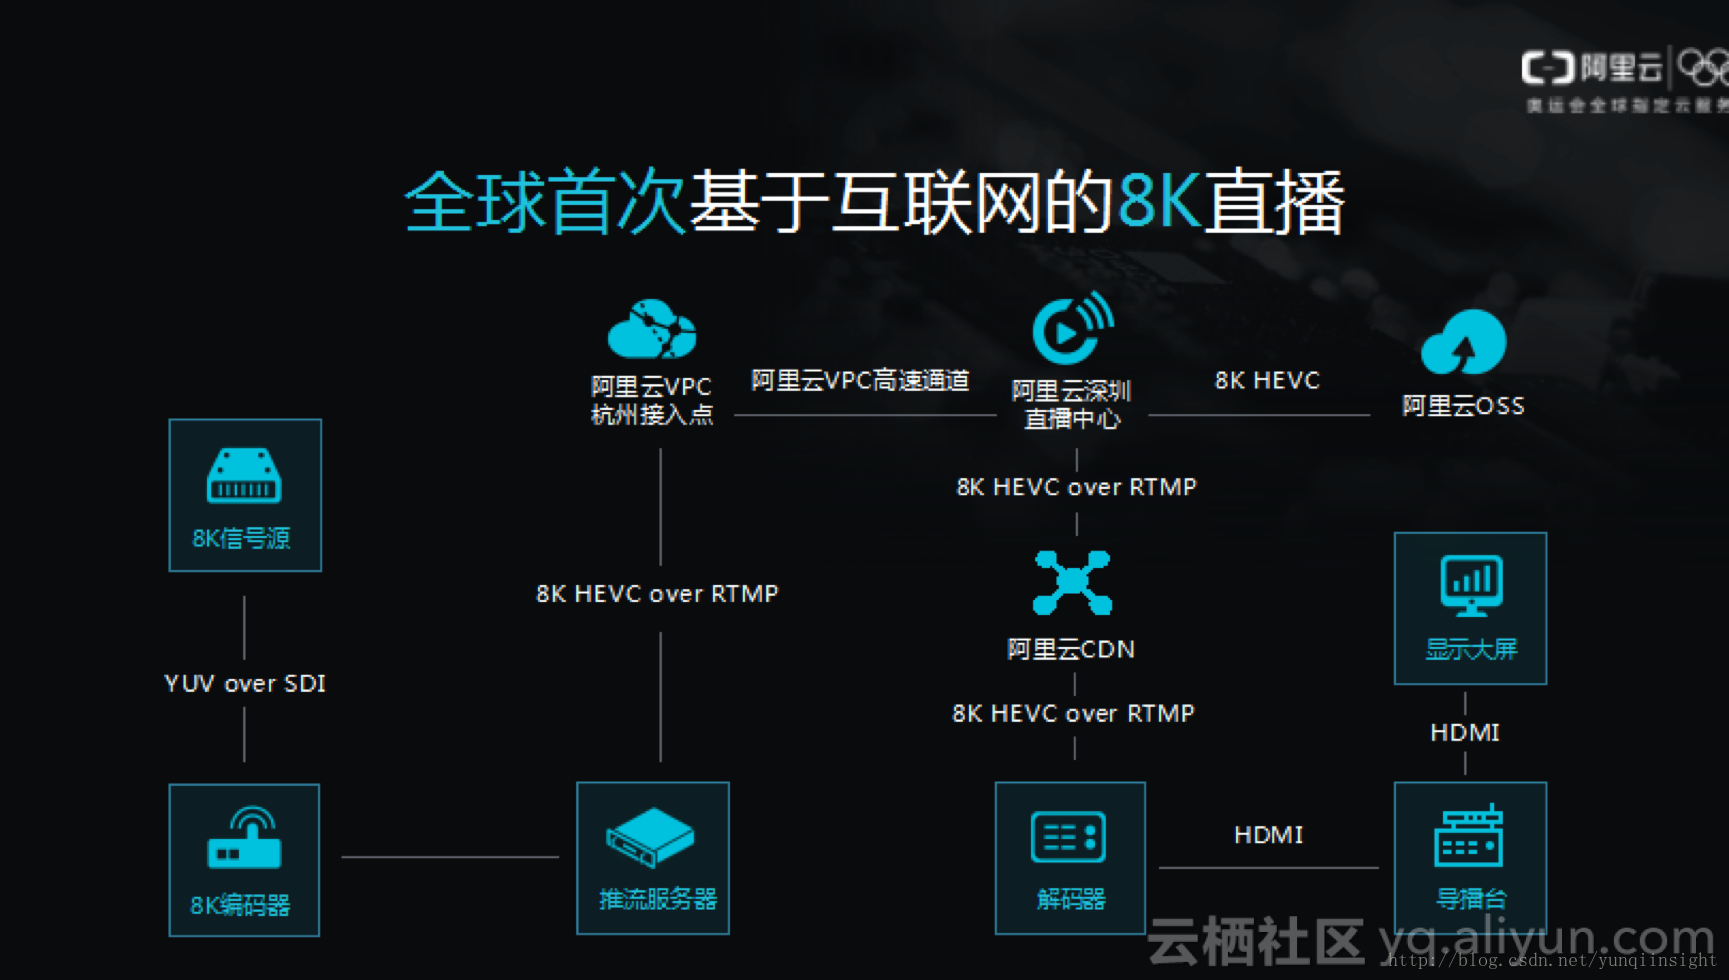 阿里云
奥运会全球指定云服务
全球首次基于互联网的8K直播
阿里云VPC
杭州接入点
阿里云VPC高速通道
阿里云深圳
直播中心
8K HEVC
阿里云OSS
8K信号源
8K HEVC over RTMP
8K HEVC over RTMP
阿里云CDN
显示大屏
YUV over SDI
8K HEVC over RTMP
HDMI
8K编码器
推流服务器
解码器
HDMI
导播台
云栖社区 yq.aliyun.com
http://blog.csdn.net/yunqiinsight